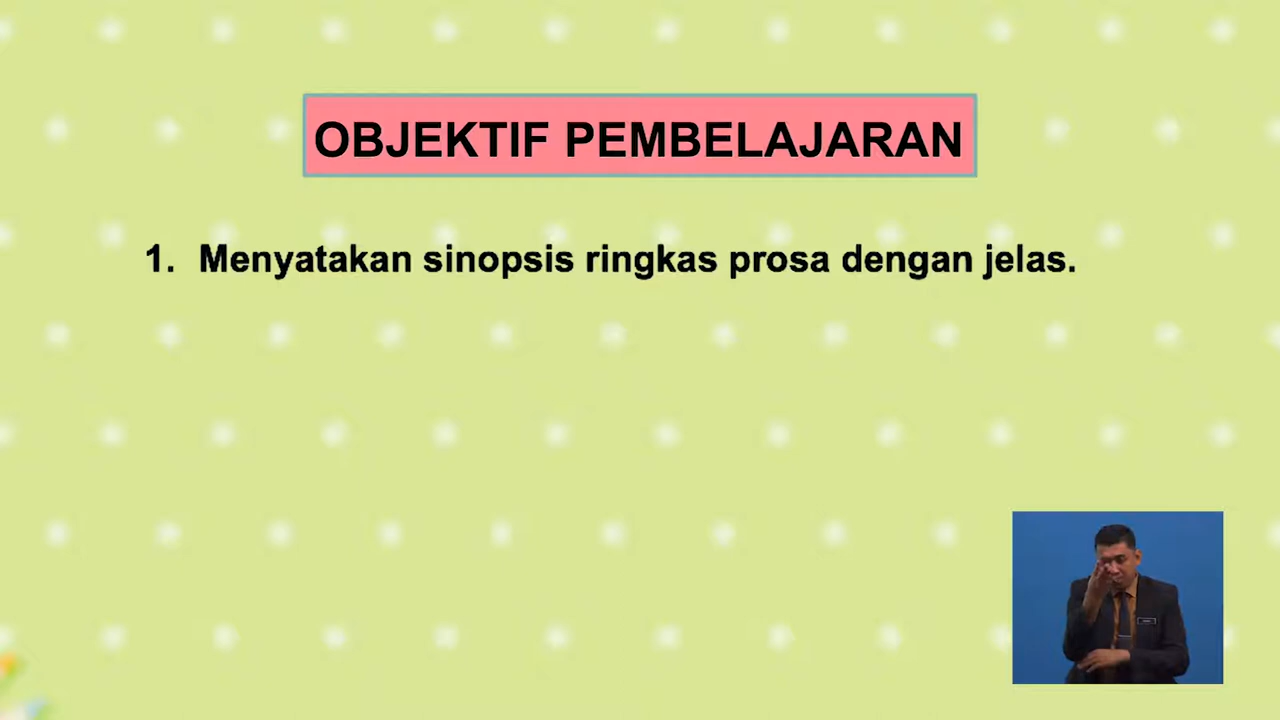 OBJEKTIF PEMBELAJARAN
1. Menyatakan sinopsis ringkas prosa dengan jelas.